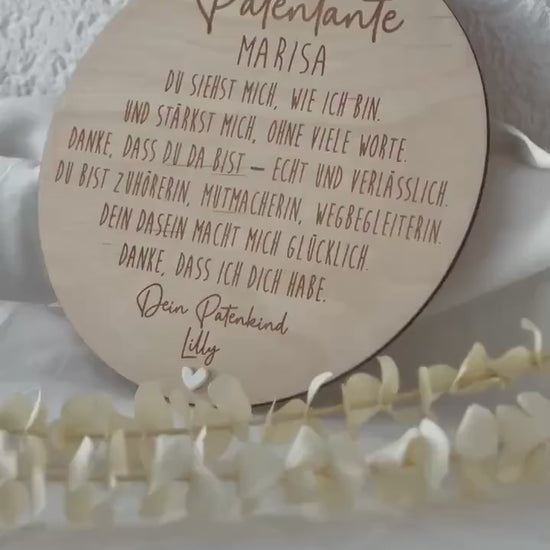 Patentante
MARISA
DU SIEHST MICH, WIE ICH BIN.
UND STÄRKST MICH, OHNE VIELE WORTE.
DANKE, DASS DU DA BIST – ECHT UND VERLÄSSLICH.
DU BIST ZUHÖRERIN, MUTMACHERIN, WEGBEGLEITERIN.
DEIN DASEIN MACHT MICH GLÜCKLICH.
DANKE, DASS ICH DICH HABE.
Dein Patenkind
Lilly